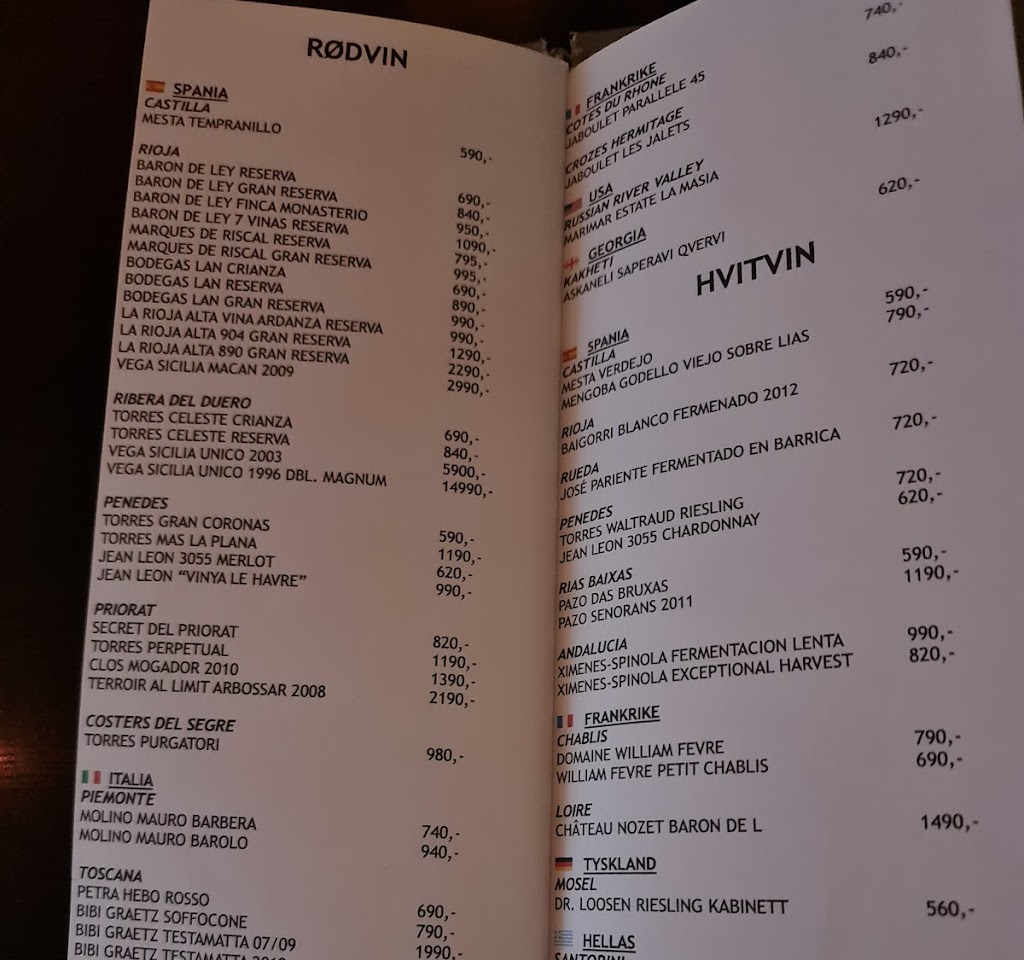 RØDVIN
SPANIA
CASTILLA
MESTA TEMPRANILLO 590,-
RIOJA
BARON DE LEY RESERVA 690,-
BARON DE LEY GRAN RESERVA 840,-
BARON DE LEY FINCA MONASTERIO 950,-
BARON DE LEY 7 VINAS RESERVA 1090,-
MARQUES DE RISCAL RESERVA 795,-
MARQUES DE RISCAL GRAN RESERVA 995,-
BODEGAS LAN CRIANZA 690,-
BODEGAS LAN RESERVA 890,-
BODEGAS LAN GRAN RESERVA 990,-
LA RIOJA ALTA VINA ARDANZA RESERVA 990,-
LA RIOJA ALTA 904 GRAN RESERVA 1290,-
LA RIOJA ALTA 890 GRAN RESERVA 2290,-
VEGA SICILIA MACAN 2009 2990,-
RIBERA DEL DUERO
TORRES CELESTE CRIANZA 690,-
TORRES CELESTE RESERVA 840,-
VEGA SICILIA UNICO 2003 5900,-
VEGA SICILIA UNICO 1996 DBL. MAGNUM 14990,-
PENEDES
TORRES GRAN CORONAS 590,-
TORRES MAS LA PLANA 1190,-
JEAN LEON 3055 MERLOT 620,-
JEAN LEON “VINYA LE HAVRE” 990,-
PRIORAT
SECRET DEL PRIORAT 820,-
TORRES PERPETUAL 1190,-
CLOS MOGADOR 2010 1390,-
TERROIR AL LIMIT ARBOSSAR 2008 2190,-
COSTERS DEL SEGRE
TORRES PURGATORI 980,-
ITALIA
PIEMONTE
MOLINO MAURO BARBERA 740,-
MOLINO MAURO BAROLO 940,-
TOSCANA
PETRA HEBO ROSSO 690,-
BIBI GRAETZ SOFFOCONE 790,-
BIBI GRAETZ TESTAMATTA 07/09 1990,-
BIBI GRAETZ TESTAMATTA
FRANKRIKE
COTES DU RHONE
JABOULET PARALLELE 45 740,-
CROZES HERMITAGE
JABOULET LES JALETS 840,-
USA
RUSSIAN RIVER VALLEY
MARIMAR ESTATE LA MASIA 1290,-
GEORGIA
KAKHETI
ASKANELI SAPERAVI QVERVI 620,-
HVITVIN
SPANIA
CASTILLA
MESTA VERDEJO 590,-
MENGOBA GODELLO VIEJO SOBRE LIAS 790,-
RIOJA
BAIGORRI BLANCO FERMENADO 2012 720,-
RUEDA
JOSÉ PARIENTE FERMENTADO EN BARRICA 720,-
PENEDES
TORRES WALTRAUD RIESLING 720,-
JEAN LEON 3055 CHARDONNAY 620,-
RIAS BAIXAS
PAZO DAS BRUXAS 590,-
PAZO SENORANS 2011 1190,-
ANDALUCIA
XIMENES-SPINOLA FERMENTACION LENTA 990,-
XIMENES-SPINOLA EXCEPTIONAL HARVEST 820,-
FRANKRIKE
CHABLIS
DOMAINE WILLIAM FEVRE 790,-
WILLIAM FEVRE PETIT CHABLIS 690,-
LOIRE
CHÂTEAU NOZET BARON DE L 1490,-
TYSKLAND
MOSEL
DR. LOOSEN RIESLING KABINETT 560,-
HELLAS
SANTORINI